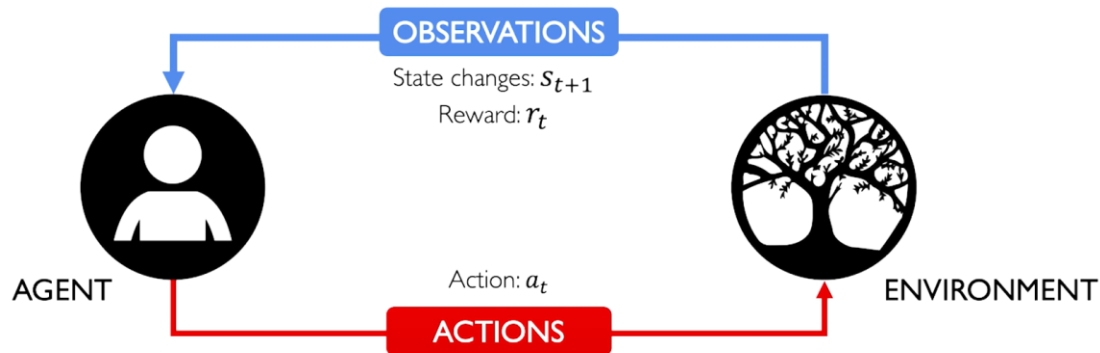 OBSERVATIONS
State changes: s_{t+1}
Reward: r_t
AGENT
ENVIRONMENT
Action: a_t
ACTIONS